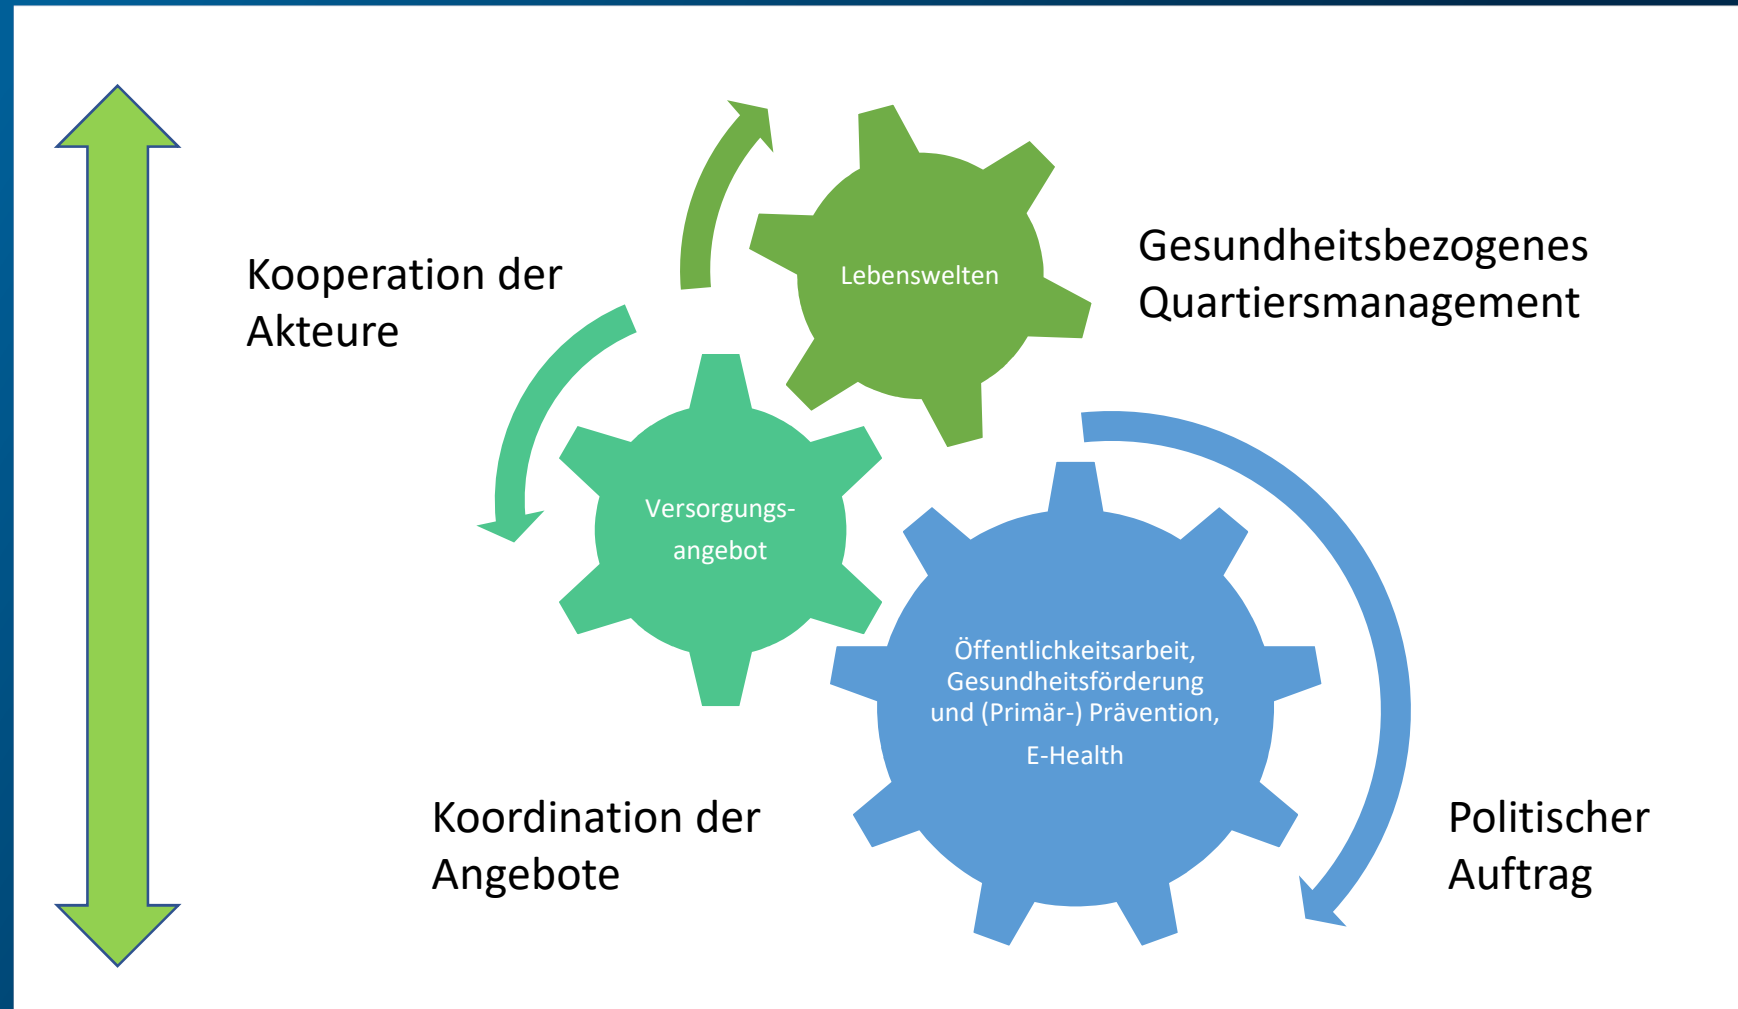 Kooperation der
Akteure
Lebenswelten
Gesundheitsbezogenes
Quartiersmanagement
Versorgungs-
angebot
Öffentlichkeitsarbeit,
Gesundheitsförderung
und (Primär-) Prävention,
E-Health
Koordination der
Angebote
Politischer
Auftrag